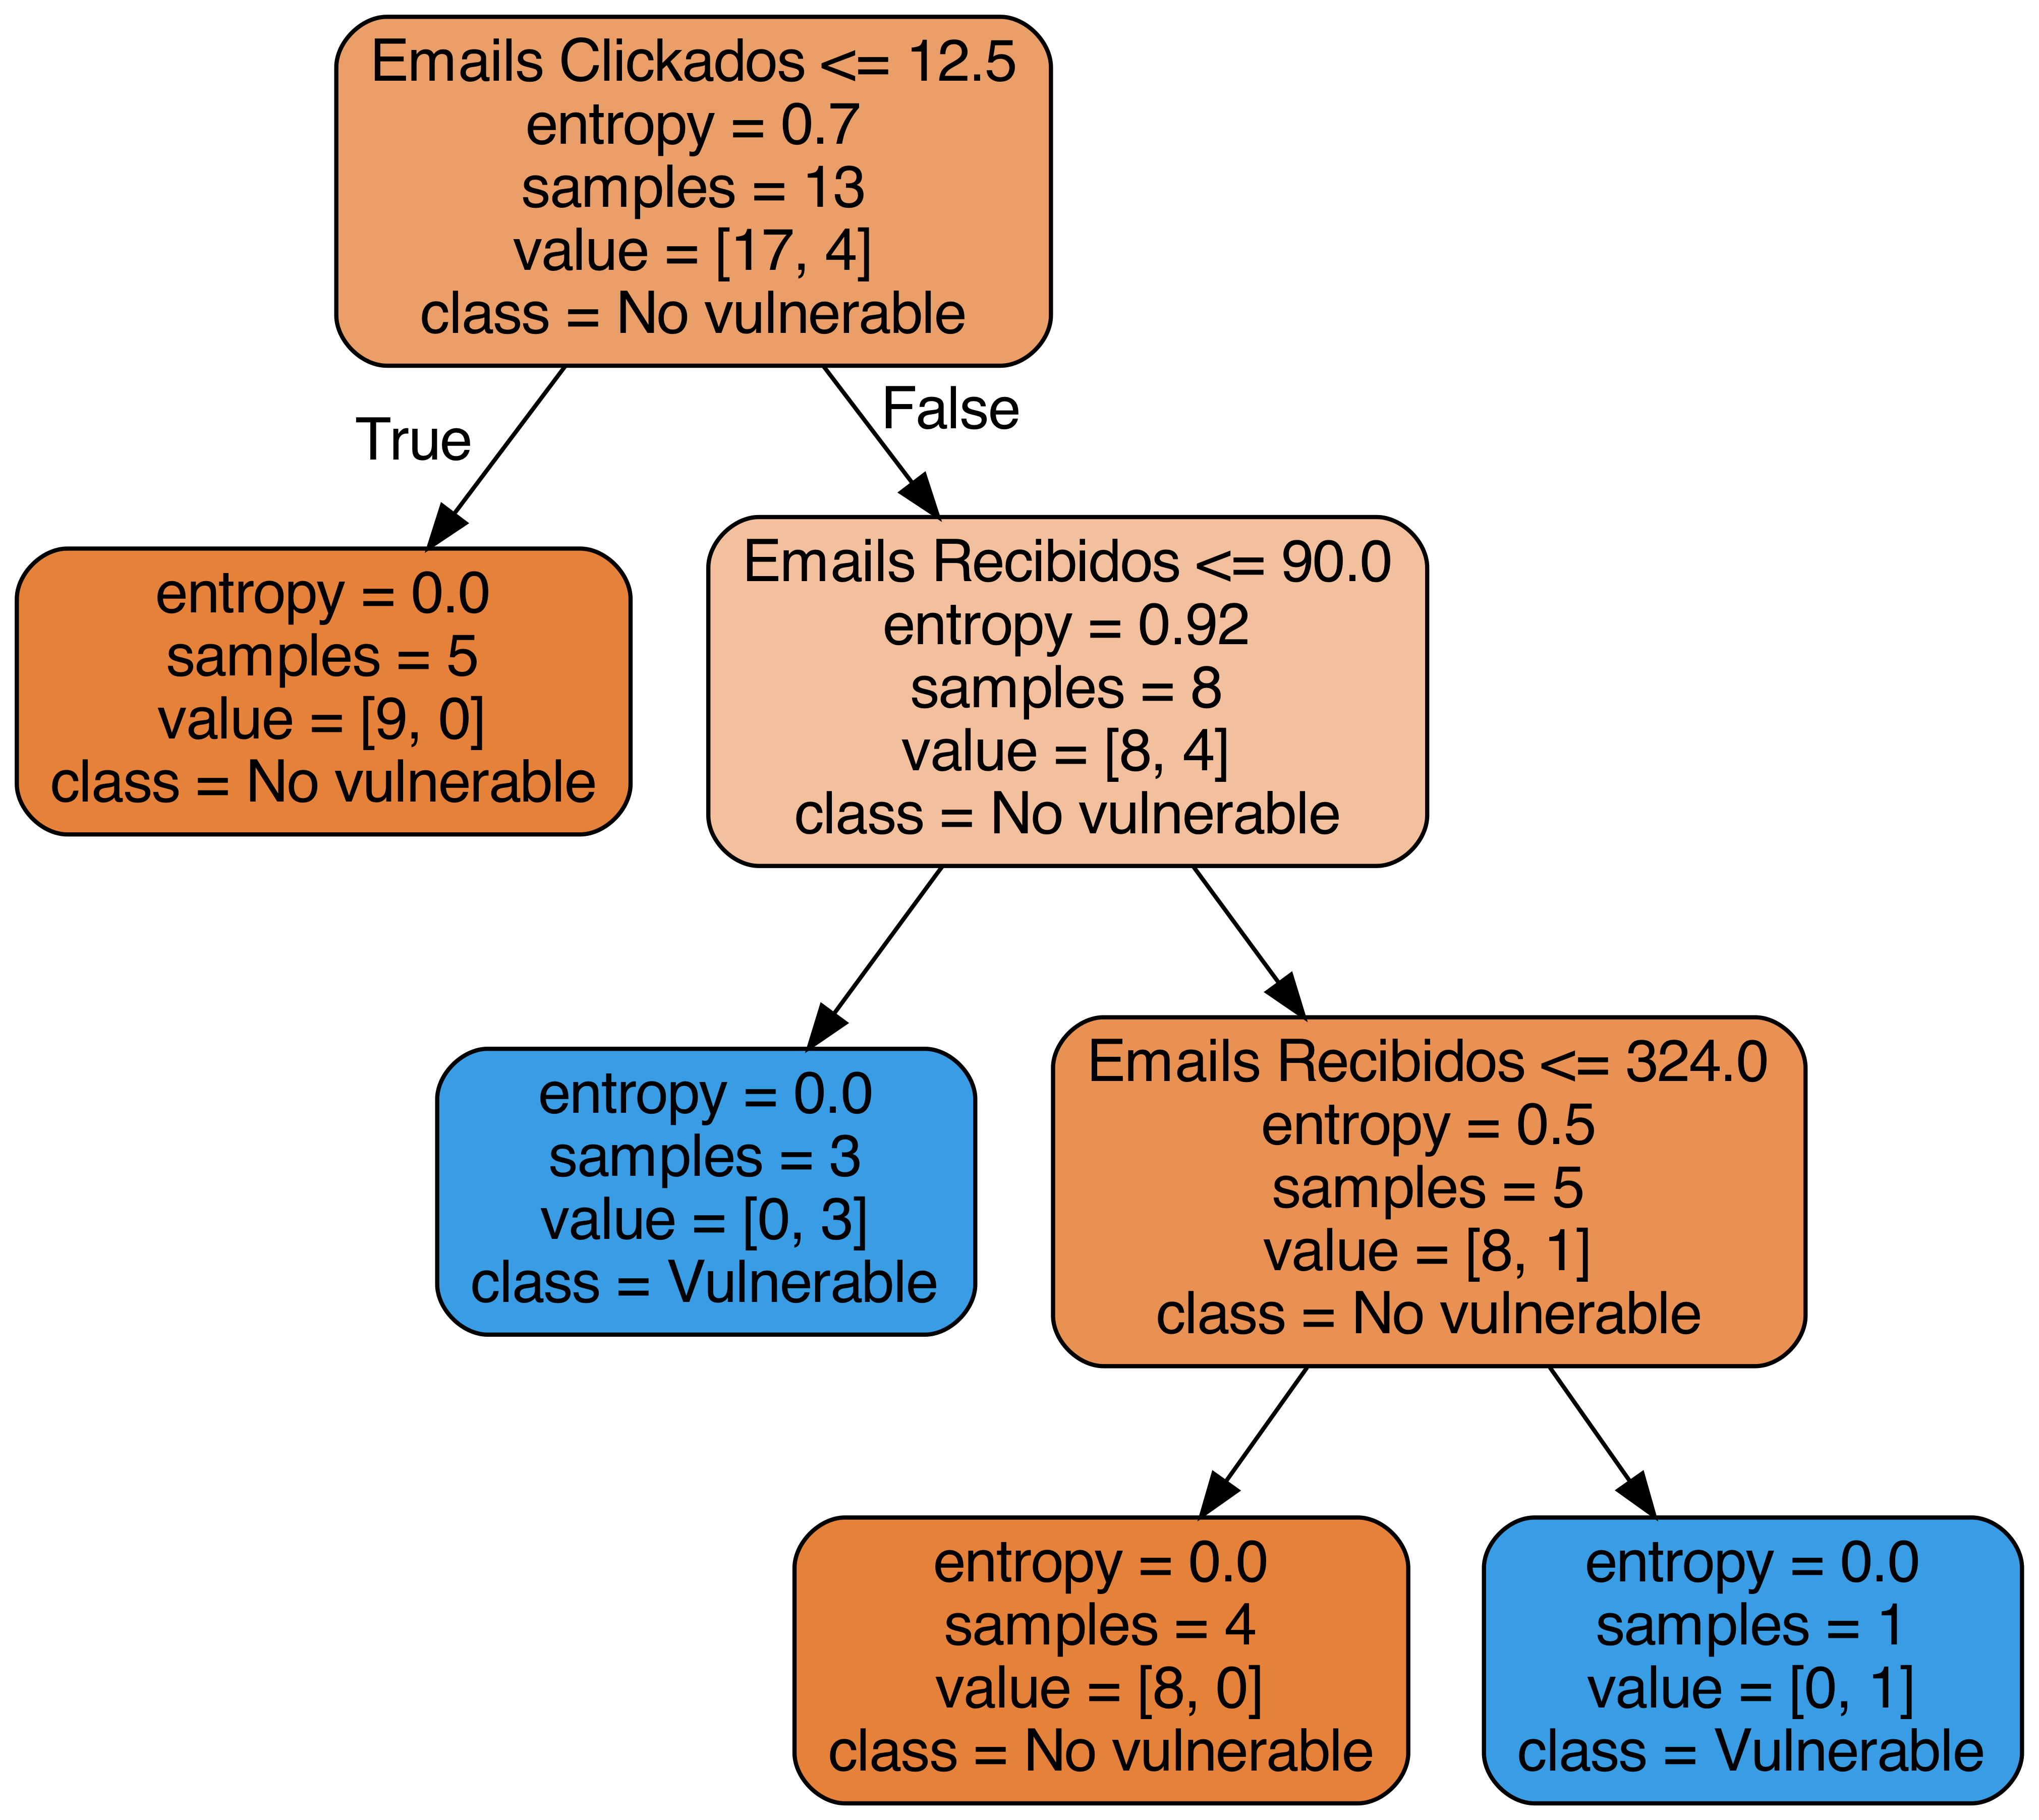 Emails Clickados <= 12.5
entropy = 0.7
samples = 13
value = [17, 4]
class = No vulnerable
True
False
entropy = 0.0
samples = 5
value = [9, 0]
class = No vulnerable
Emails Recibidos <= 90.0
entropy = 0.92
samples = 8
value = [8, 4]
class = No vulnerable
entropy = 0.0
samples = 3
value = [0, 3]
class = Vulnerable
Emails Recibidos <= 324.0
entropy = 0.5
samples = 5
value = [8, 1]
class = No vulnerable
entropy = 0.0
samples = 4
value = [8, 0]
class = No vulnerable
entropy = 0.0
samples = 1
value = [0, 1]
class = Vulnerable